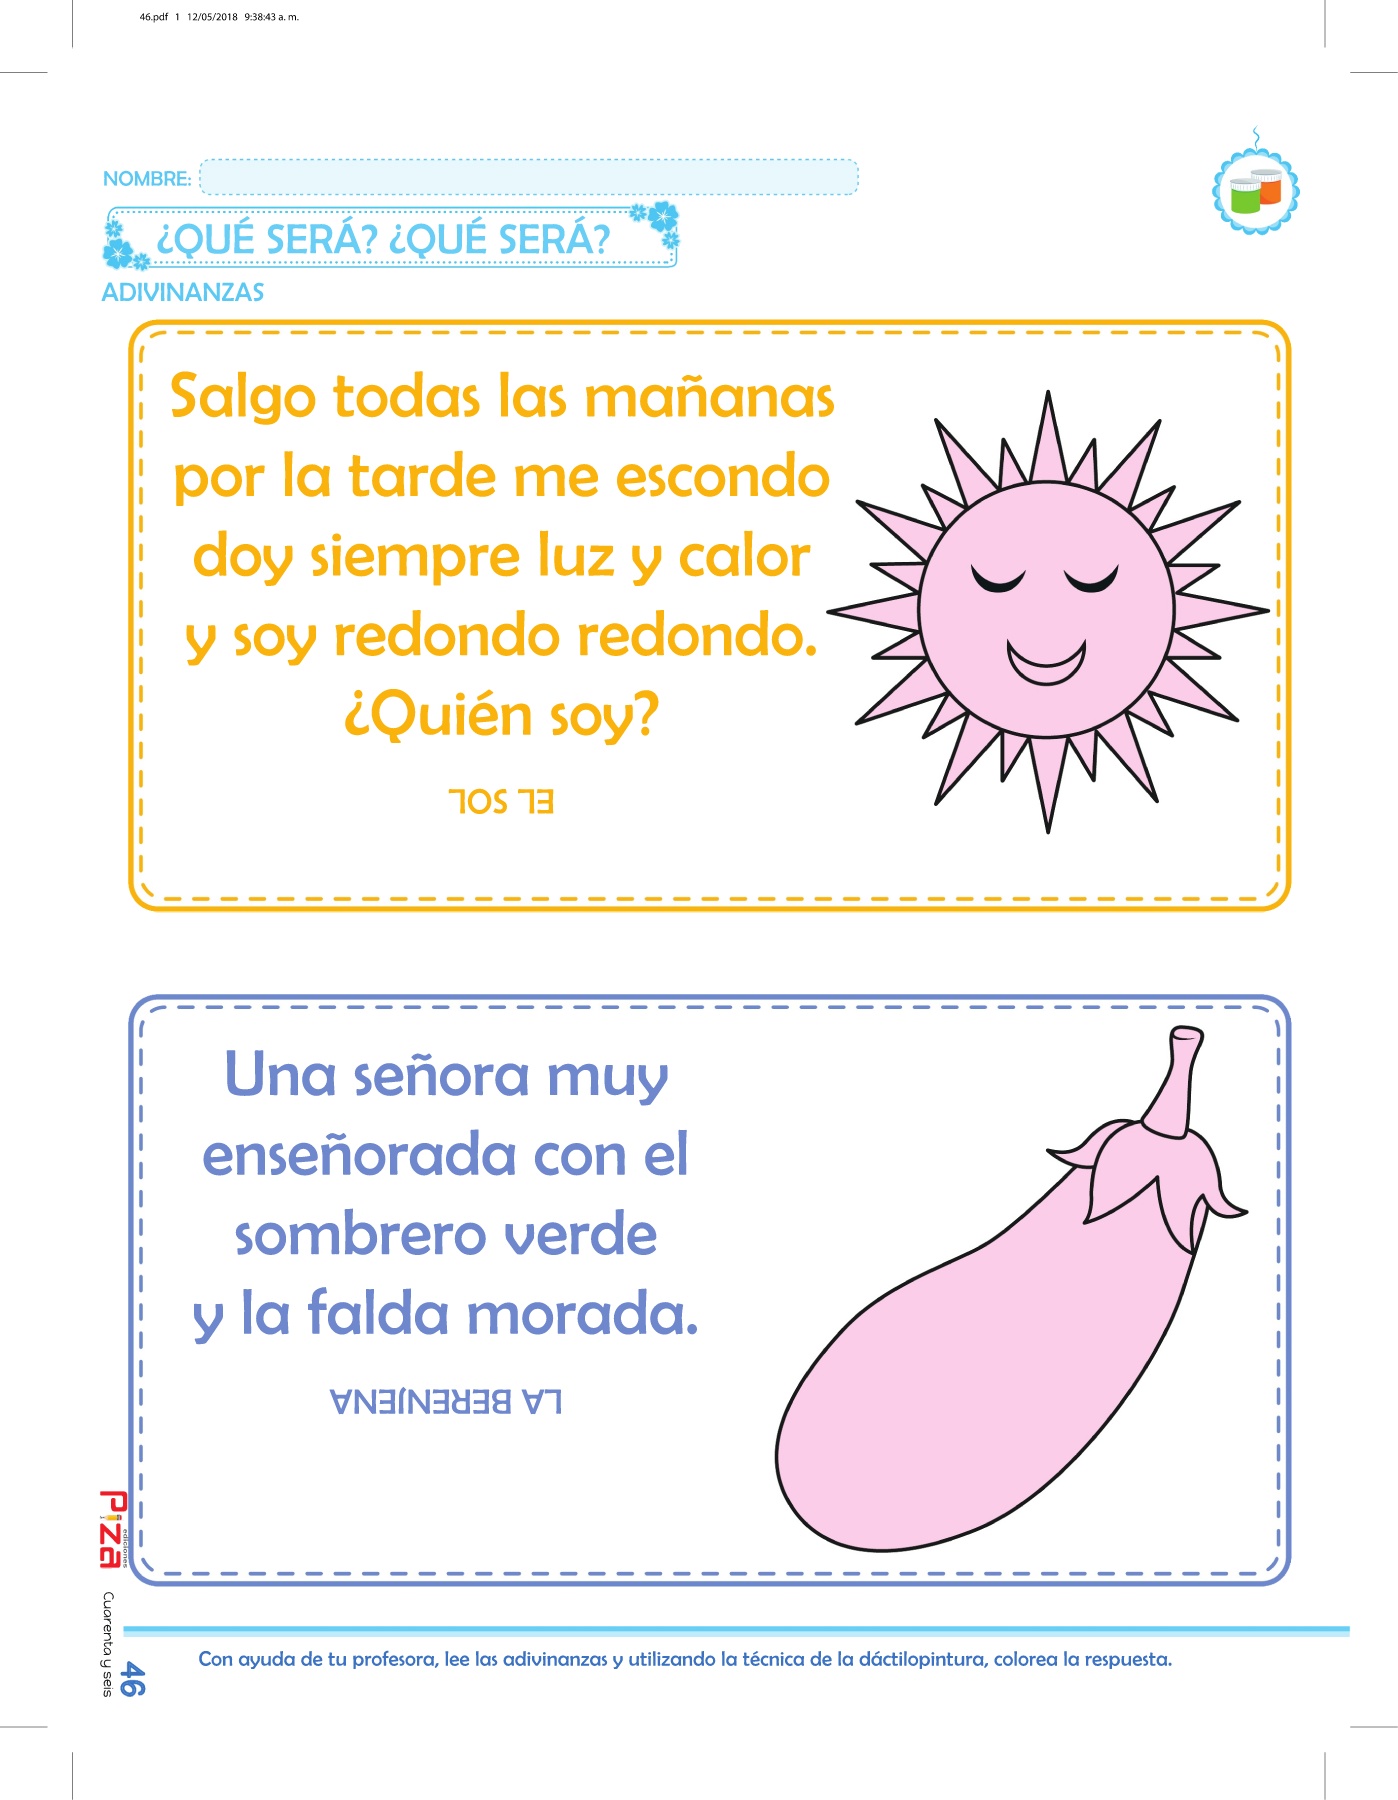 46.pdf 1 12/05/2018 9:38:43 a. m.
NOMBRE:
¿QUÉ SERÁ? ¿QUÉ SERÁ?
ADIVINANZAS
Salgo todas las mañanas
por la tarde me escondo
doy siempre luz y calor
y soy redondo redondo.
¿Quién soy?
EL SOL
Una señora muy
enseñorada con el
sombrero verde
y la falda morada.
LA BERENJENA
Piza
ediciones
Cuarenta y seis
46
Con ayuda de tu profesora, lee las adivinanzas y utilizando la técnica de la dáctilopintura, colorea la respuesta.